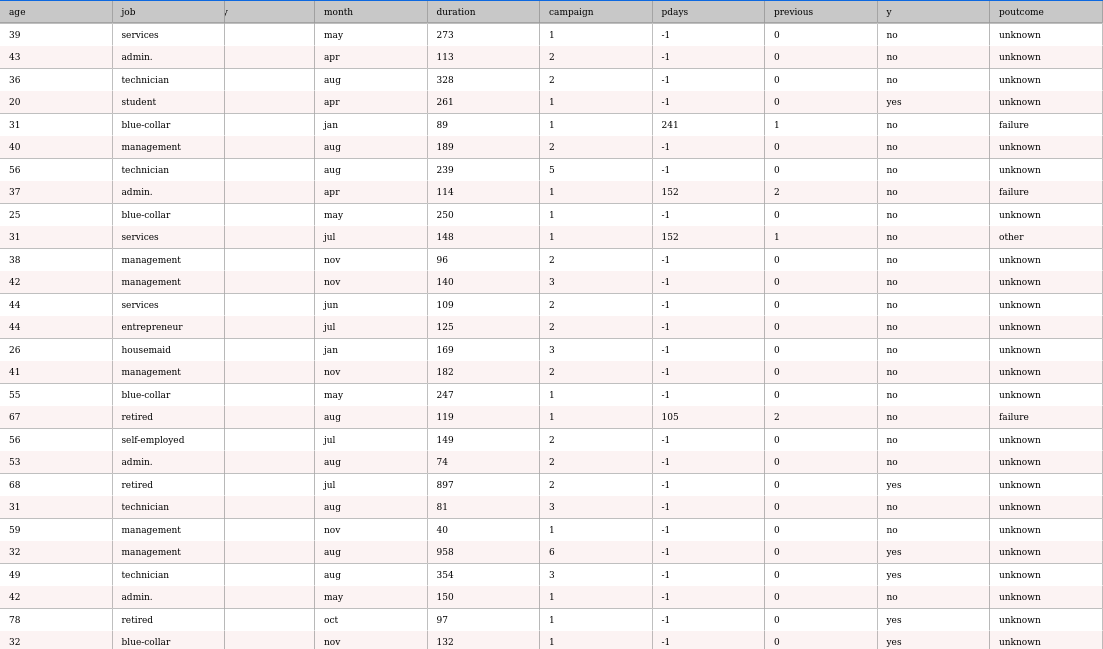 age job y month duration campaign pdays previous y poutcome
39 services may 273 1 -1 0 no unknown
43 admin. apr 113 2 -1 0 no unknown
36 technician aug 328 2 -1 0 no unknown
20 student apr 261 1 -1 0 yes unknown
31 blue-collar jan 89 1 241 1 no failure
40 management aug 189 2 -1 0 no unknown
56 technician aug 239 5 -1 0 no unknown
37 admin. apr 114 1 152 2 no failure
25 blue-collar may 250 1 -1 0 no unknown
31 services jul 148 1 152 1 no other
38 management nov 96 2 -1 0 no unknown
42 management nov 140 3 -1 0 no unknown
44 services jun 109 2 -1 0 no unknown
44 entrepreneur jul 125 2 -1 0 no unknown
26 housemaid jan 169 3 -1 0 no unknown
41 management nov 182 2 -1 0 no unknown
55 blue-collar may 247 1 -1 0 no unknown
67 retired aug 119 1 105 2 no failure
56 self-employed jul 149 2 -1 0 no unknown
53 admin. aug 74 2 -1 0 no unknown
68 retired jul 897 2 -1 0 yes unknown
31 technician aug 81 3 -1 0 no unknown
59 management nov 40 1 -1 0 no unknown
32 management aug 958 6 -1 0 yes unknown
49 technician aug 354 3 -1 0 yes unknown
42 admin. may 150 1 -1 0 no unknown
78 retired oct 97 1 -1 0 yes unknown
32 blue-collar nov 132 1 -1 0 yes unknown